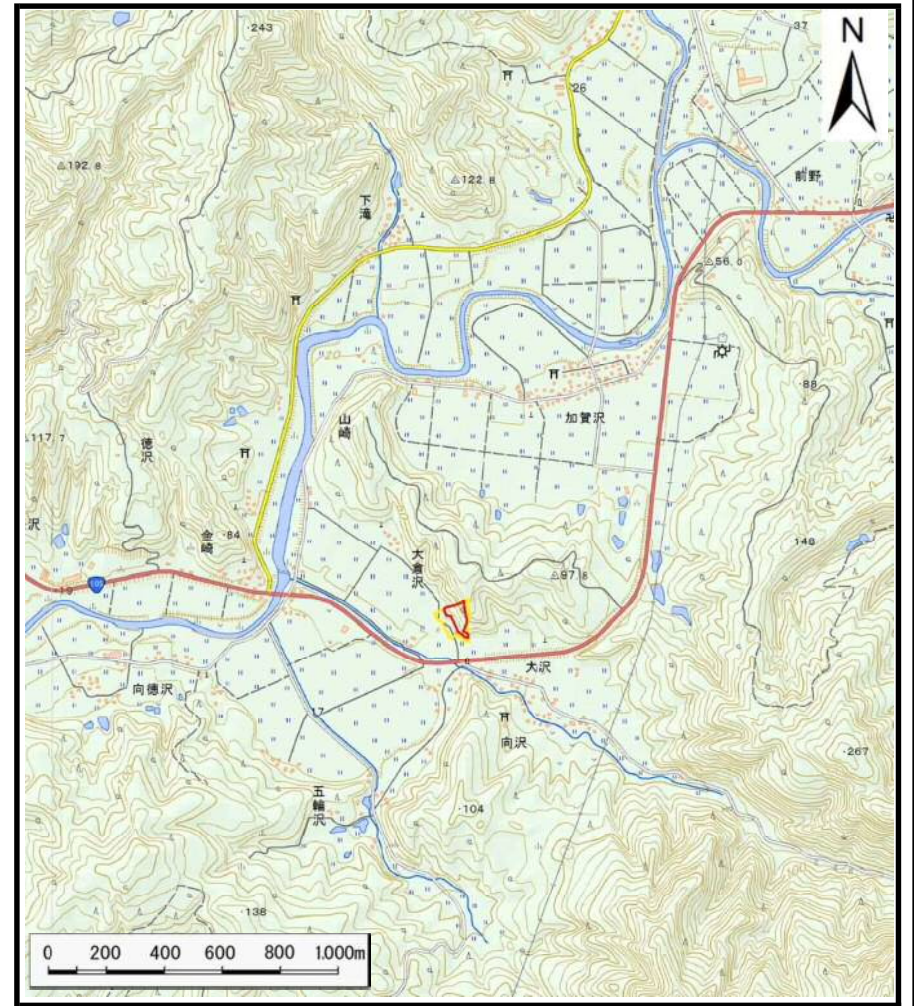 ・243
37
N
26
前野
△192.8
△122.8
下滝
△56.0
・88
加賀沢
山崎
△117.7
徳沢
沢
金崎
・84
大倉沢
148
△97.8
19
大沢
向徳沢
17
向沢
・267
五輪沢
・104
・138
0 200 400 600 800 1,000m